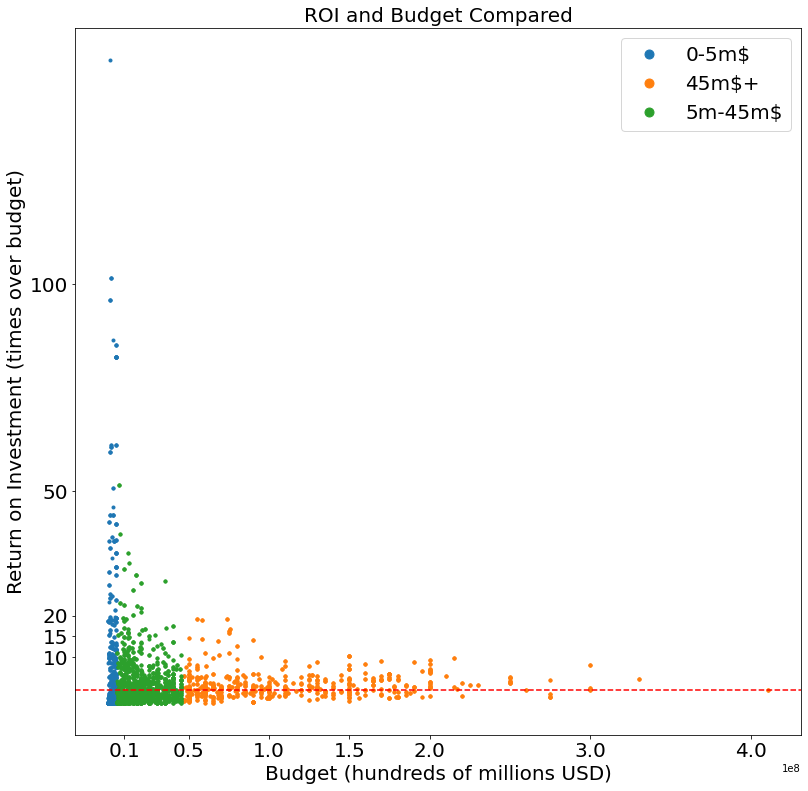 ROI and Budget Compared
0-5m$
45m$+
5m-45m$
Return on Investment (times over budget)
100
50
20
15
10
0.1
0.5
1.0
1.5
2.0
3.0
4.0
1e8
Budget (hundreds of millions USD)